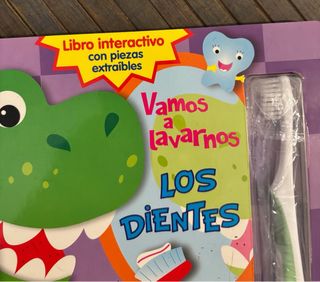 Libro interactivo
con piezas
extraíbles
Vamos
a
lavarnos
LOS
DIENTES